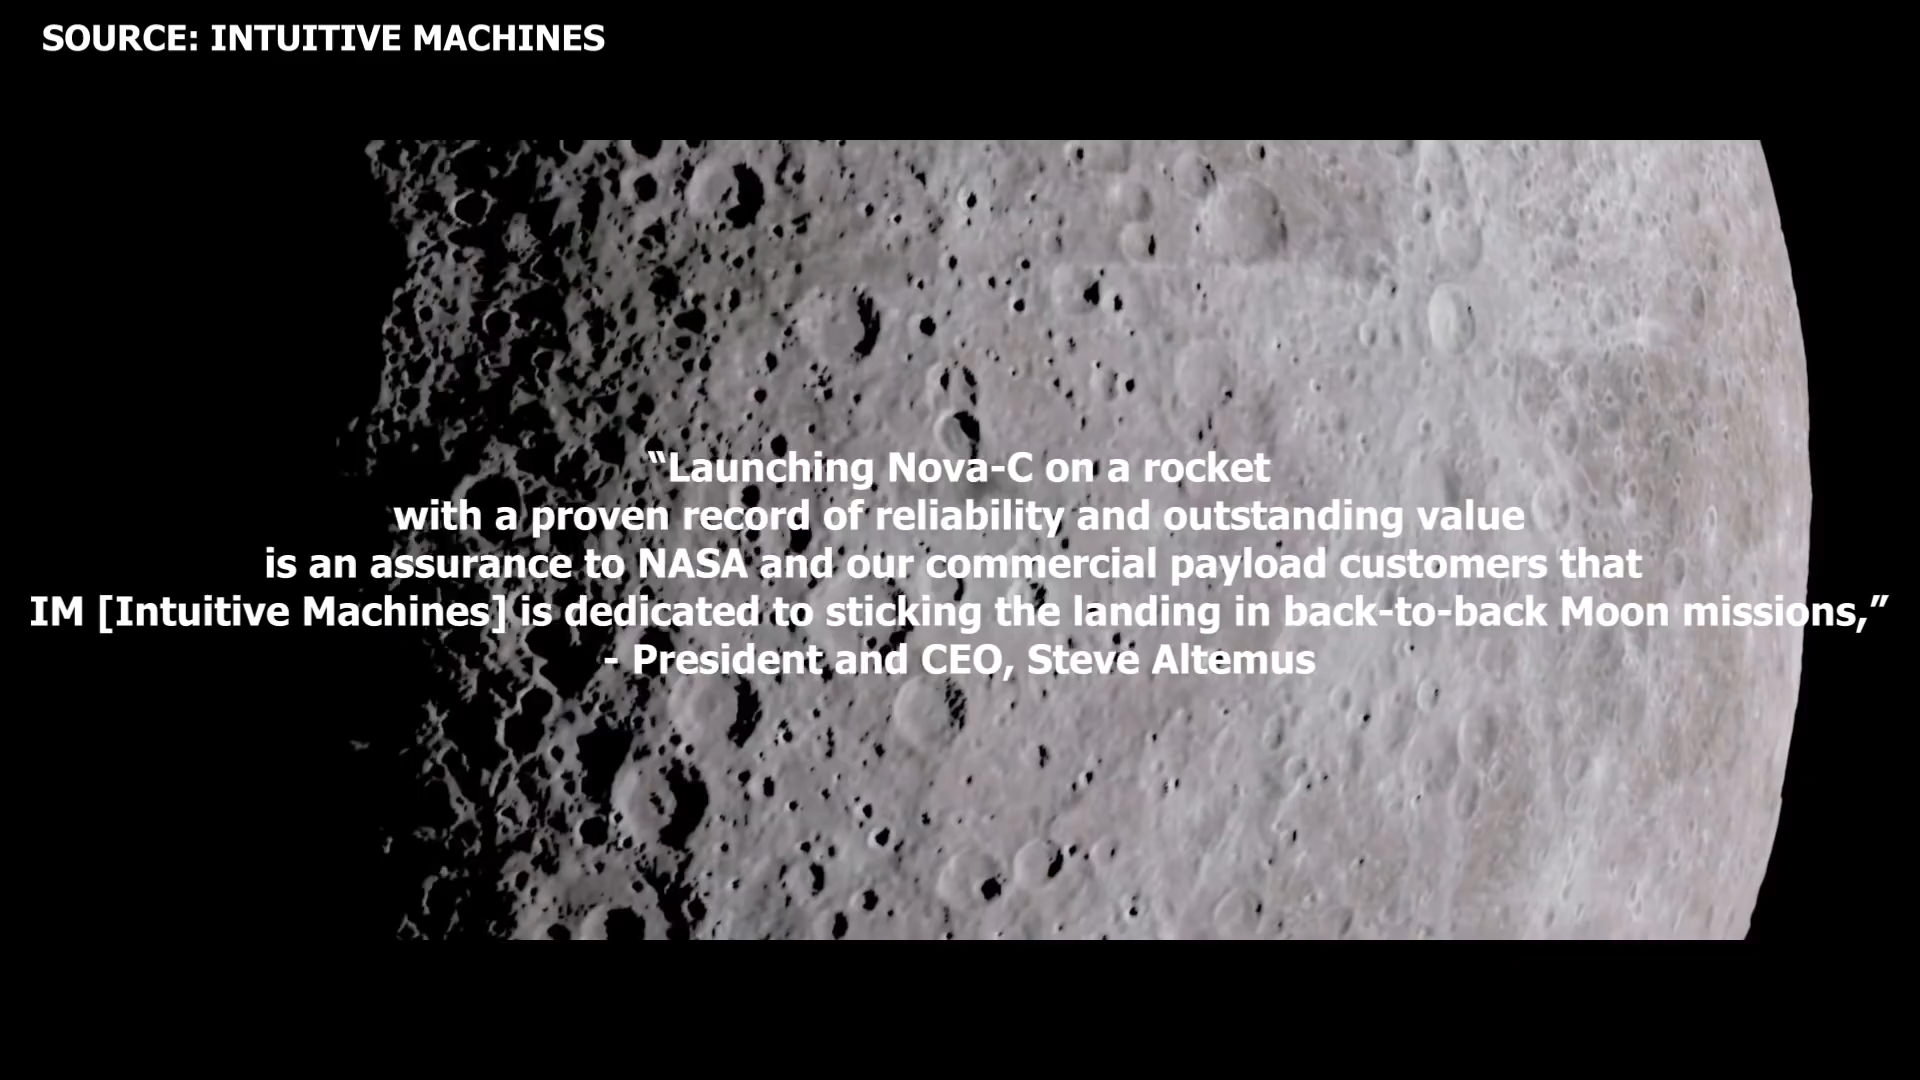 SOURCE: INTUITIVE MACHINES
“Launching Nova-C on a rocket
with a proven record of reliability and outstanding value
is an assurance to NASA and our commercial payload customers that
IM [Intuitive Machines] is dedicated to sticking the landing in back-to-back Moon missions,”
- President and CEO, Steve Altemus